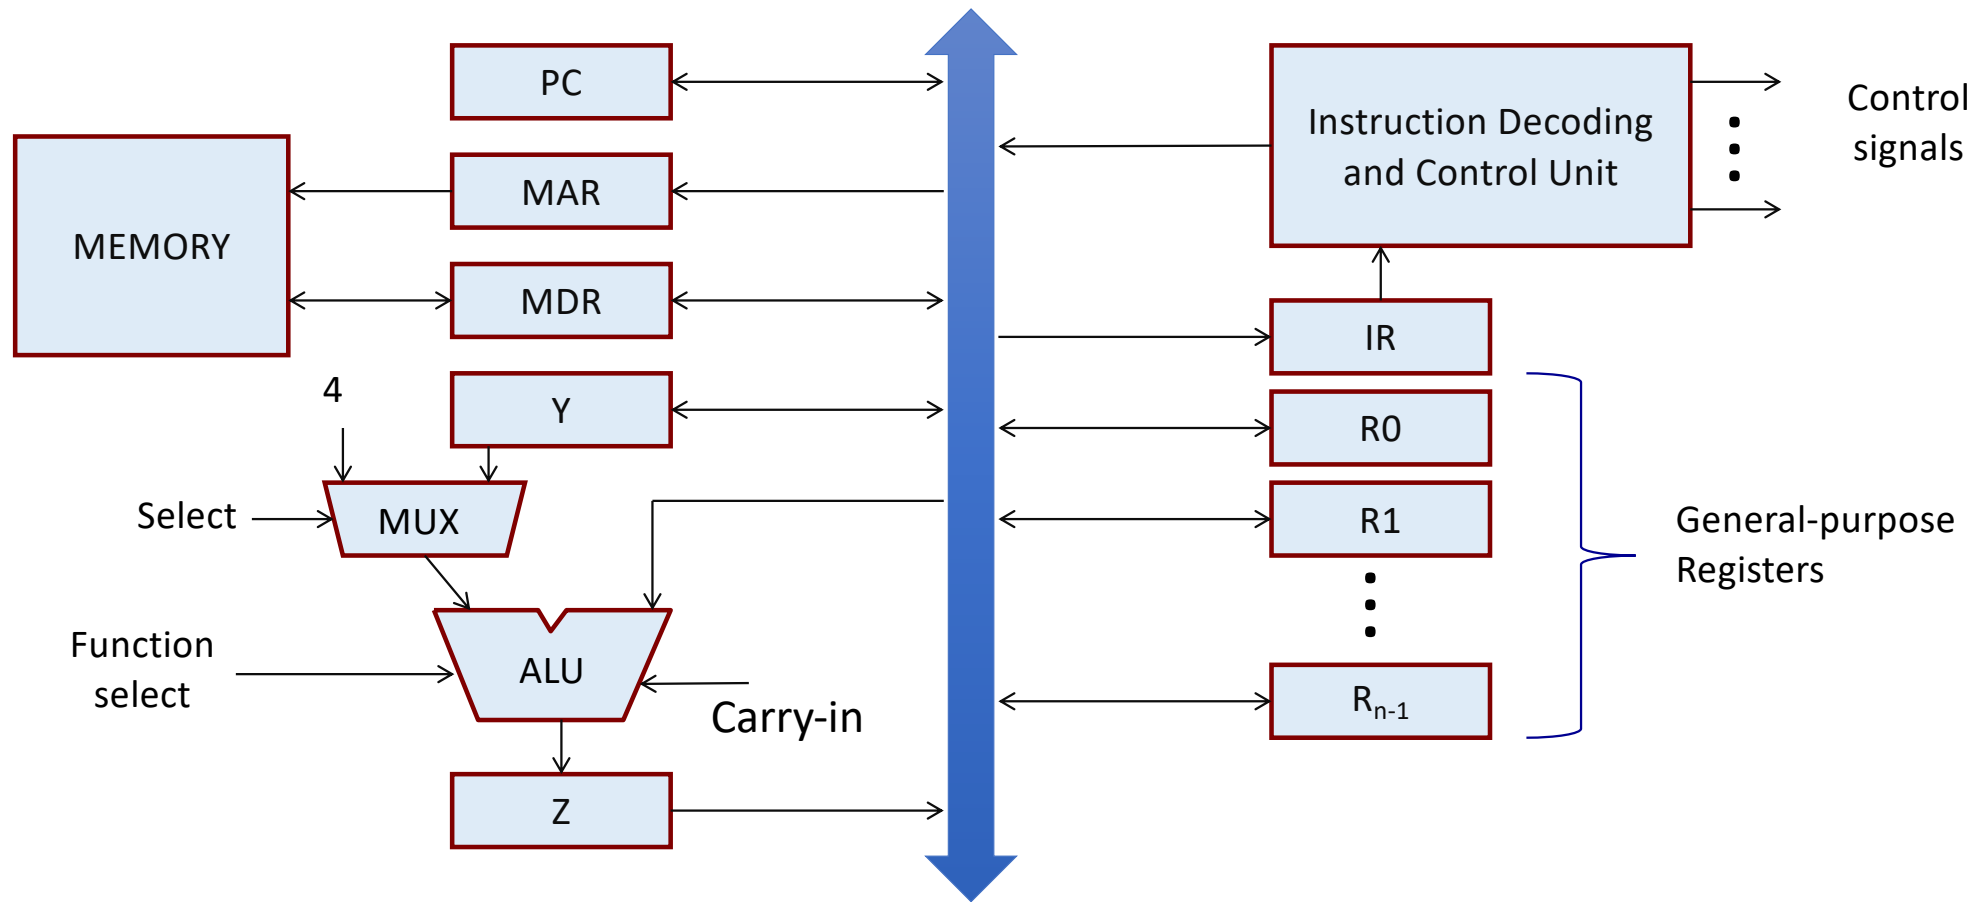 PC
MAR
MEMORY
MDR
4
Y
Select
MUX
Function
select
ALU
Carry-in
Z
Instruction Decoding
and Control Unit
Control
signals
IR
R0
R1
General-purpose
Registers
Rn-1